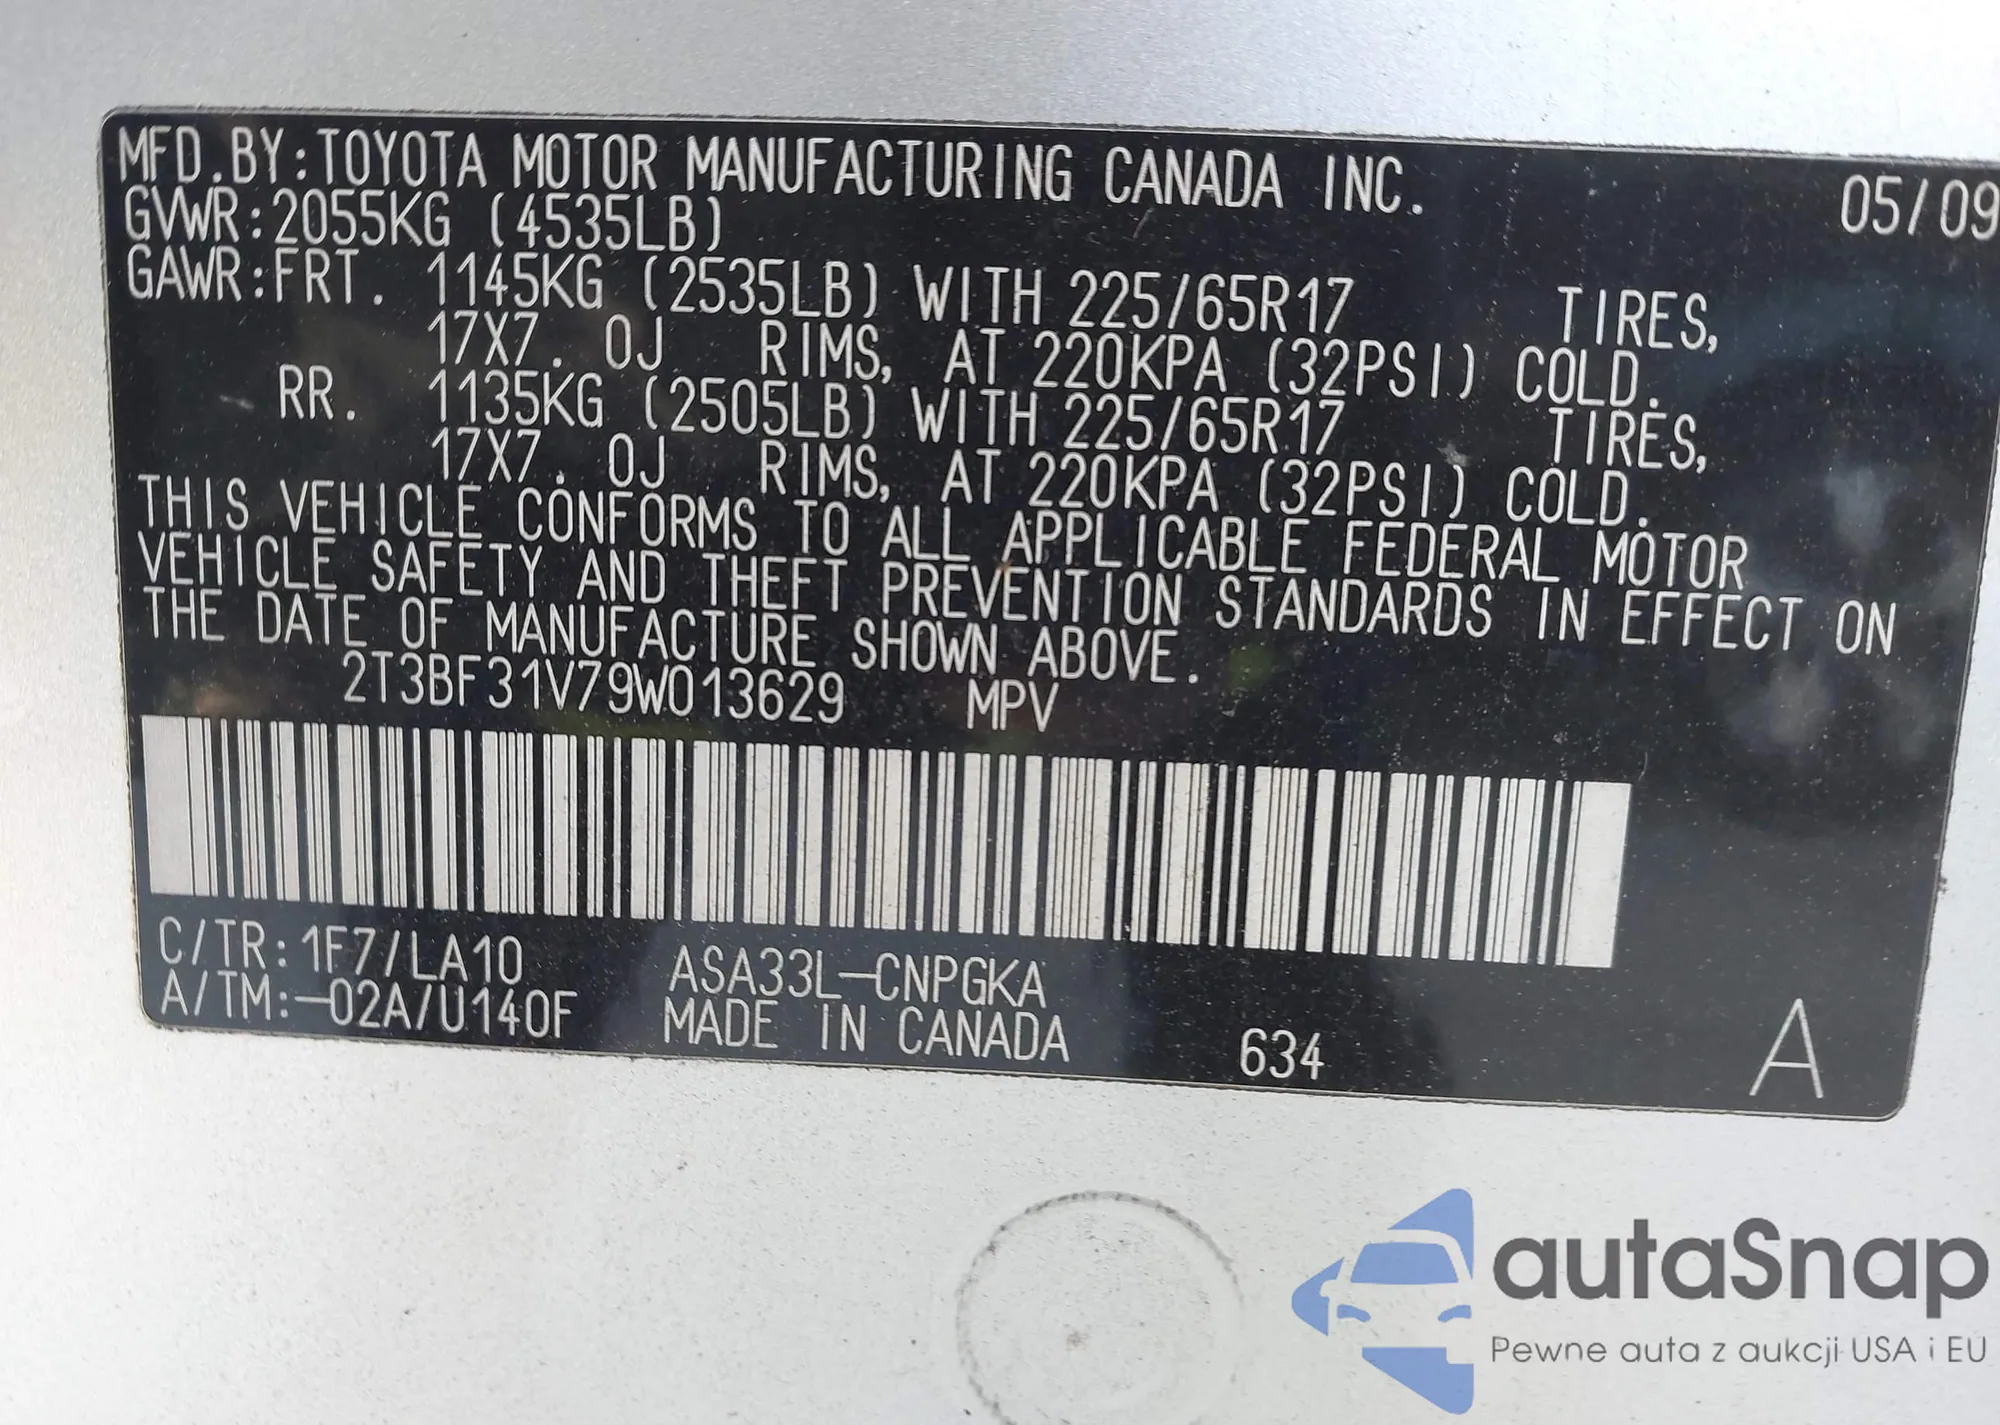 MFD.BY:TOYOTA MOTOR MANUFACTURING CANADA INC. 05/09
GVWR:2055KG (4535LB)
GAWR:FRT. 1145KG (2535LB) WITH 225/65R17 TIRES,
17X7.0J RIMS, AT 220KPA (32PSI) COLD.
RR. 1135KG (2505LB) WITH 225/65R17 TIRES,
17X7.0J RIMS, AT 220KPA (32PSI) COLD.
THIS VEHICLE CONFORMS TO ALL APPLICABLE FEDERAL MOTOR
VEHICLE SAFETY AND THEFT PREVENTION STANDARDS IN EFFECT ON
THE DATE OF MANUFACTURE SHOWN ABOVE.
2T3BF31V79W013629 MPV
C/TR:1F7/LA10 ASA33L-CNPGKA
A/TM:-02A/U140F MADE IN CANADA 634 A
autaSnap
Pewne auta z aukcji USA i EU